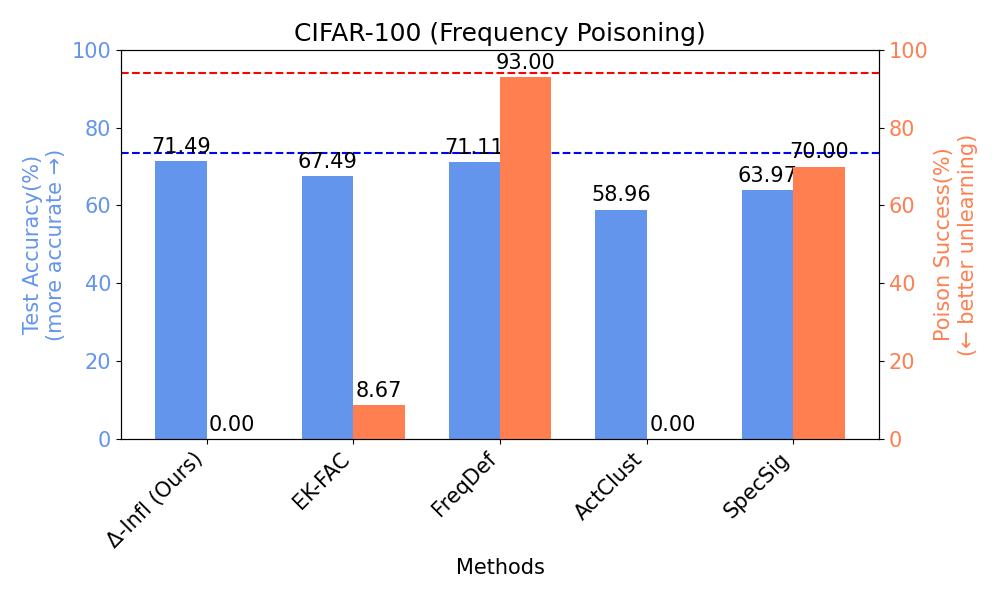 CIFAR-100 (Frequency Poisoning)
Test Accuracy(%)
(more accurate →)
100
80
60
40
20
0
71.49
0.00
67.49
8.67
71.11
93.00
58.96
0.00
63.97
70.00
100
80
60
40
20
0
Poison Success(%)
(← better unlearning)
Δ-Infl (Ours)
EK-FAC
FreqDef
ActClust
SpecSig
Methods